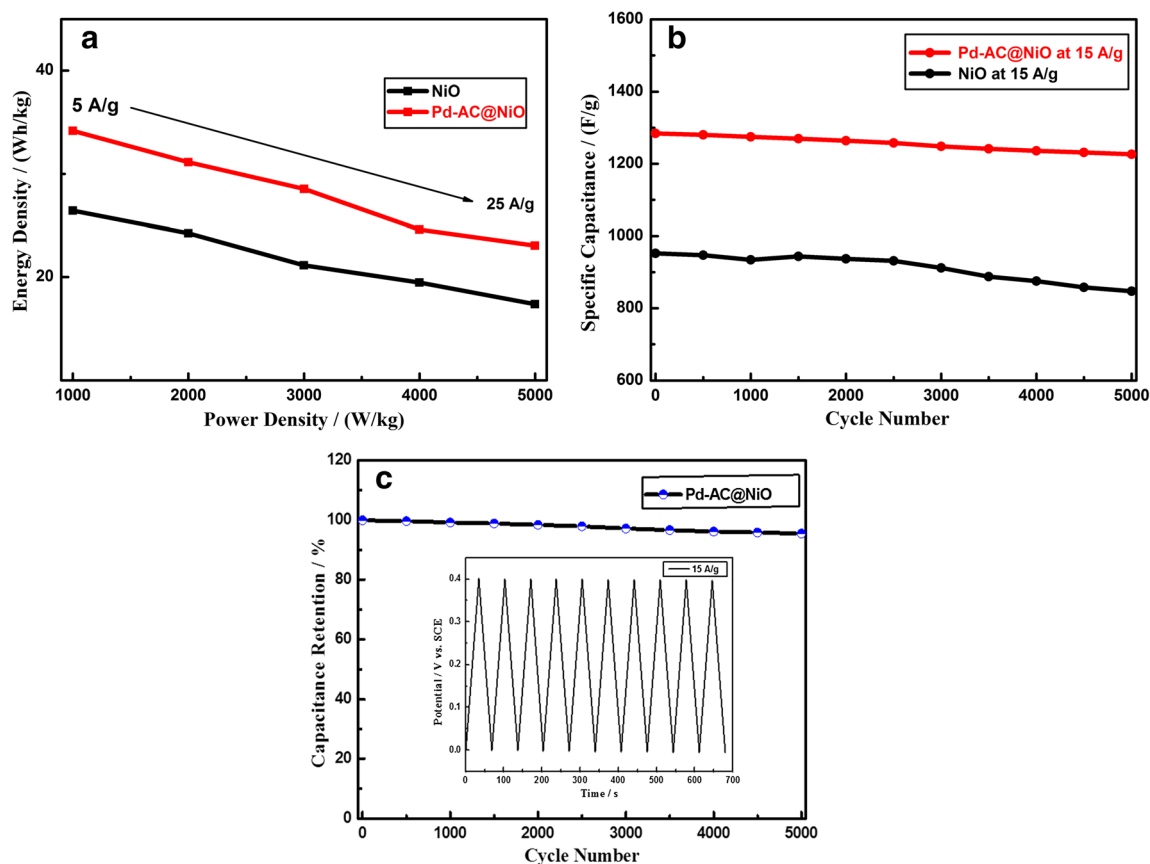 a
40
20
Energy Density / (Wh/kg)
5 A/g
25 A/g
NiO
Pd-AC@NiO
1000 2000 3000 4000 5000
Power Density / (W/kg)
b
1600
1400
1200
1000
800
600
Specific Capacitance / (F/g)
Pd-AC@NiO at 15 A/g
NiO at 15 A/g
0 1000 2000 3000 4000 5000
Cycle Number
c
120
100
80
60
40
20
0
Capacitance Retention / %
Pd-AC@NiO
15 A/g
0.4
0.3
0.2
0.1
0.0
Potential / V vs. SCE
0 100 200 300 400 500 600 700
Time / s
0 1000 2000 3000 4000 5000
Cycle Number